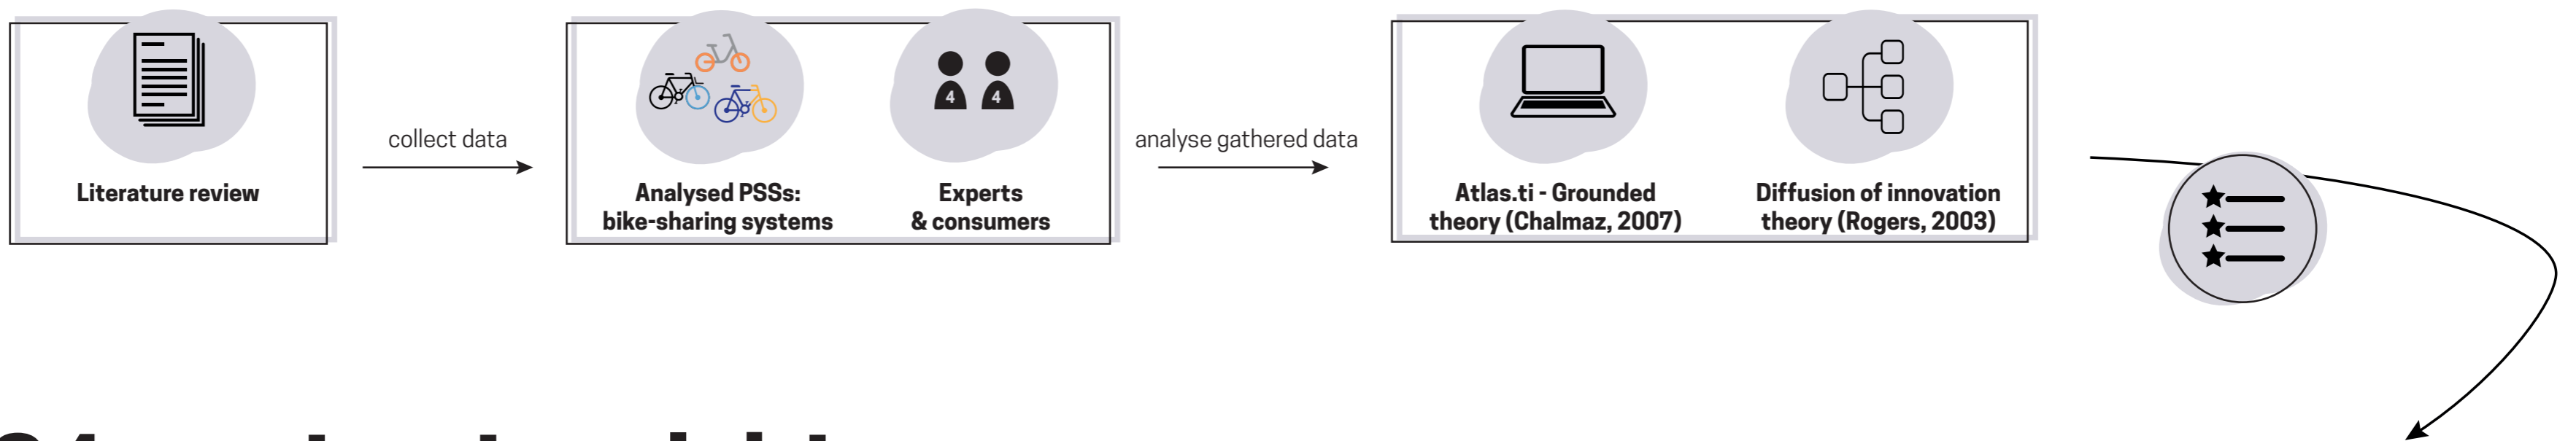 4 4
collect data
analyse gathered data
Literature review
Analysed PSSs:
bike-sharing systems
Experts
& consumers
Atlas.ti - Grounded
theory (Chalmaz, 2007)
Diffusion of innovation
theory (Rogers, 2003)